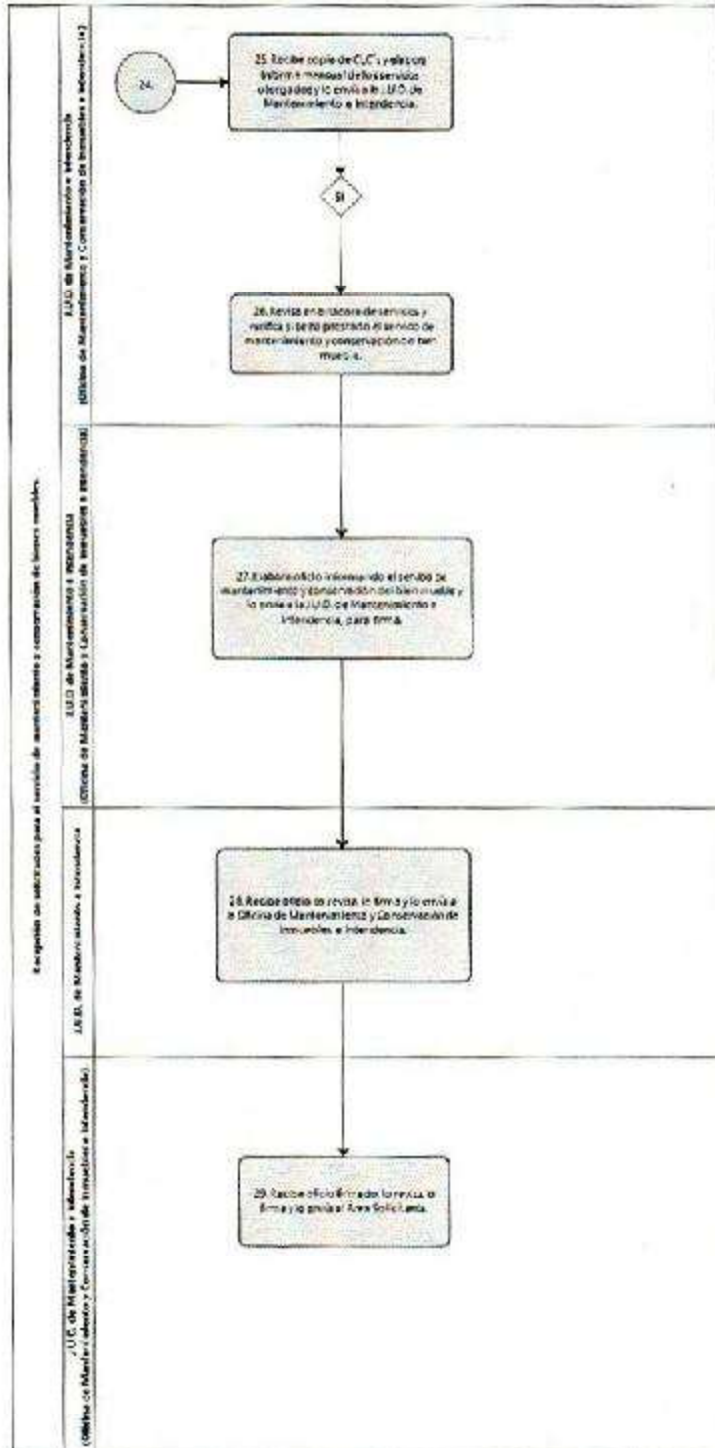 Recepción de solicitudes para el servicio de mantenimiento y conservación de bienes muebles.
J.U.D. de Mantenimiento e Intendencia
(Oficina de Mantenimiento y Conservación de Inmuebles e Intendencia)
24.
25. Recibe copia de CLC's y elabora
informe mensual de los servicios
otorgados y lo envía a la J.U.D. de
Mantenimiento e Intendencia.
SI
26. Revisa en bitácora de servicios y
verifica si se ha prestado el servicio de
mantenimiento y conservación de bien
mueble.
J.U.D. de Mantenimiento e Intendencia
(Oficina de Mantenimiento y Conservación de Inmuebles e Intendencia)
27. Elabora oficio informando el servicio de
mantenimiento y conservación del bien mueble y
lo envía a la J.U.D. de Mantenimiento e
Intendencia, para firma.
J.U.D. de Mantenimiento e Intendencia
28. Recibe oficio lo revisa, lo firma y lo envía a
la Oficina de Mantenimiento y Conservación de
Inmuebles e Intendencia.
J.U.D. de Mantenimiento e Intendencia
(Oficina de Mantenimiento y Conservación de Inmuebles e Intendencia)
29. Recibe oficio firmado, lo revisa, lo
firma y lo envía al Área Solicitante.